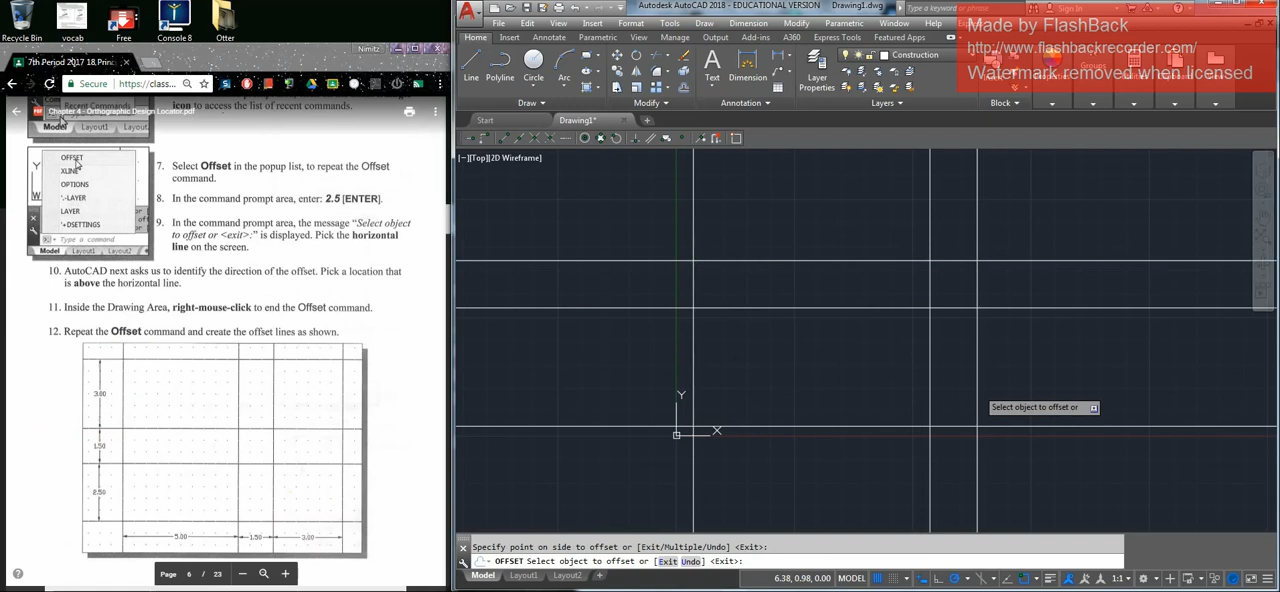 Recycle Bin
vocab
Free
Console 8
Otter
Nimitz
7th Period 2017 18 Prin
Secure
https://class...
Com
Recent Commands
icon to access the list of recent commands.
Chapter 4 - Orthographic Design Locator.pdf
Model
Layout1
Layout
Y
OFFSET
XLINE
OPTIONS
'.-LAYER
LAYER
'+DSETTINGS
Type a command
Model
Layout1
Layout2
7. Select Offset in the popup list, to repeat the Offset
command.
8. In the command prompt area, enter: 2.5 [ENTER].
9. In the command prompt area, the message “Select object
to offset or <exit>:” is displayed. Pick the horizontal
line on the screen.
10. AutoCAD next asks us to identify the direction of the offset. Pick a location that
is above the horizontal line.
11. Inside the Drawing Area, right-mouse-click to end the Offset command.
12. Repeat the Offset command and create the offset lines as shown.
3.00
1.50
2.50
5.00
1.50
3.00
Page 6 / 23
Autodesk AutoCAD 2018 - EDUCATIONAL VERSION Drawing1.dwg
Type a keyword or phrase
Sign In
File Edit View Insert Format Tools Draw Dimension Modify Parametric Window Help Express
Home Insert Annotate Parametric View Manage Output Add-ins A360 Express Tools Featured Apps
Made by FlashBack
http://www.flashbackrecorder.com/
Watermark removed when licensed
Line
Polyline
Circle
Arc
Text
Dimension
Layer
Properties
Construction
Groups
Draw
Modify
Annotation
Layers
Block
Start
Drawing1*
[–][Top][2D Wireframe]
Y
X
Select object to offset or
Specify point on side to offset or [Exit/Multiple/Undo] <Exit>:
OFFSET Select object to offset or [Exit Undo] <Exit>:
Model
Layout1
Layout2
6.38, 0.98, 0.00
MODEL
1:1